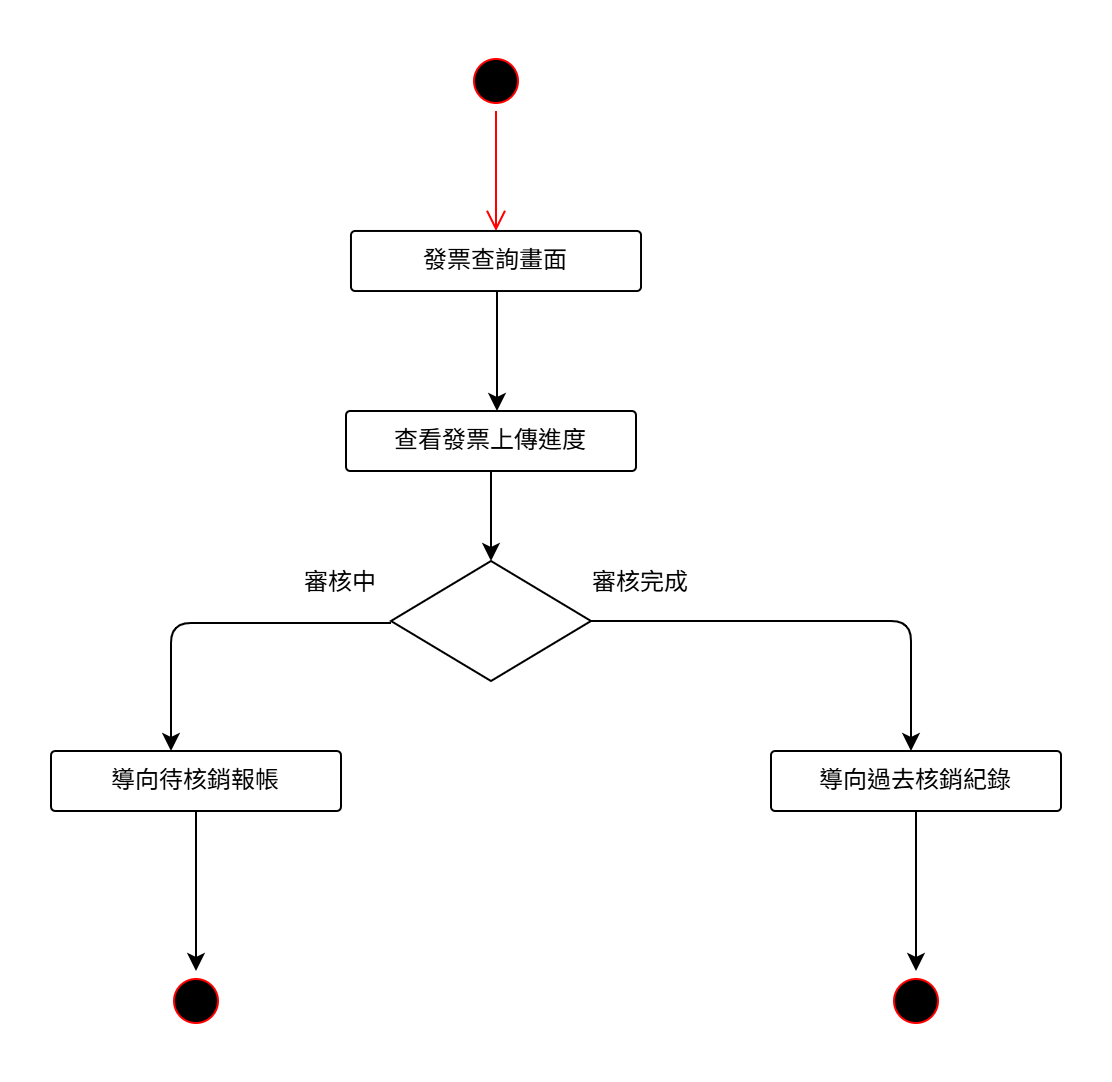 發票查詢畫面
查看發票上傳進度
審核中
審核完成
導向待核銷報帳
導向過去核銷紀錄